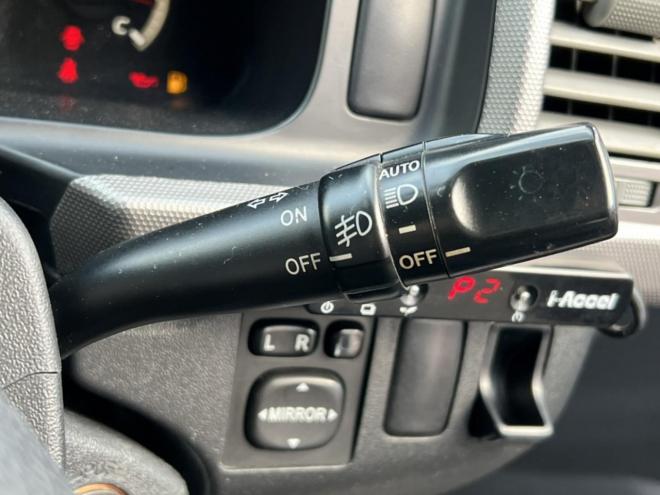 C
AUTO
ON
OFF
OFF
P2
i-Accel
L R
MIRROR